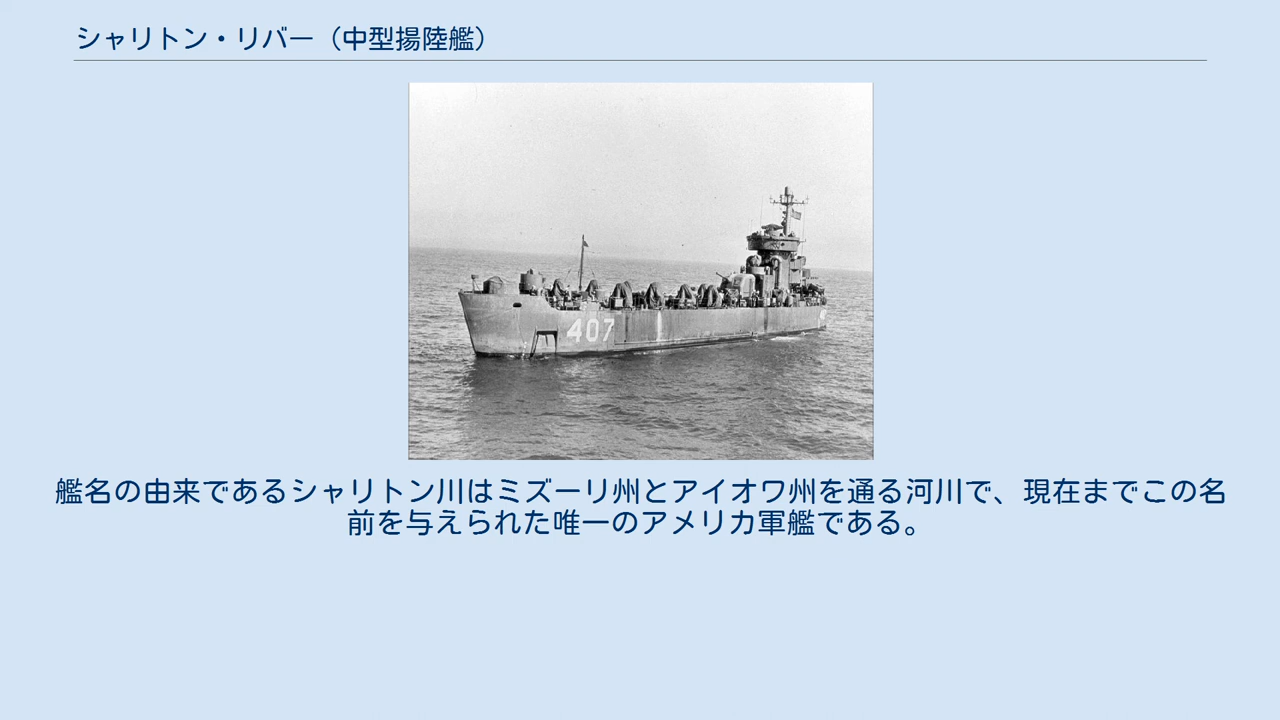 シャリトン・リバー（中型揚陸艦）
407
艦名の由来であるシャリトン川はミズーリ州とアイオワ州を通る河川で、現在までこの名
前を与えられた唯一のアメリカ軍艦である。